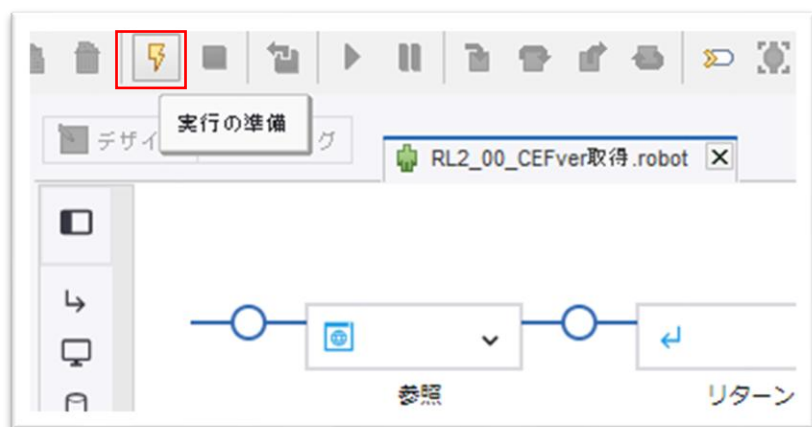 実行の準備
デザイ
グ
RL2_00_CEFver取得.robot
参照
リターン